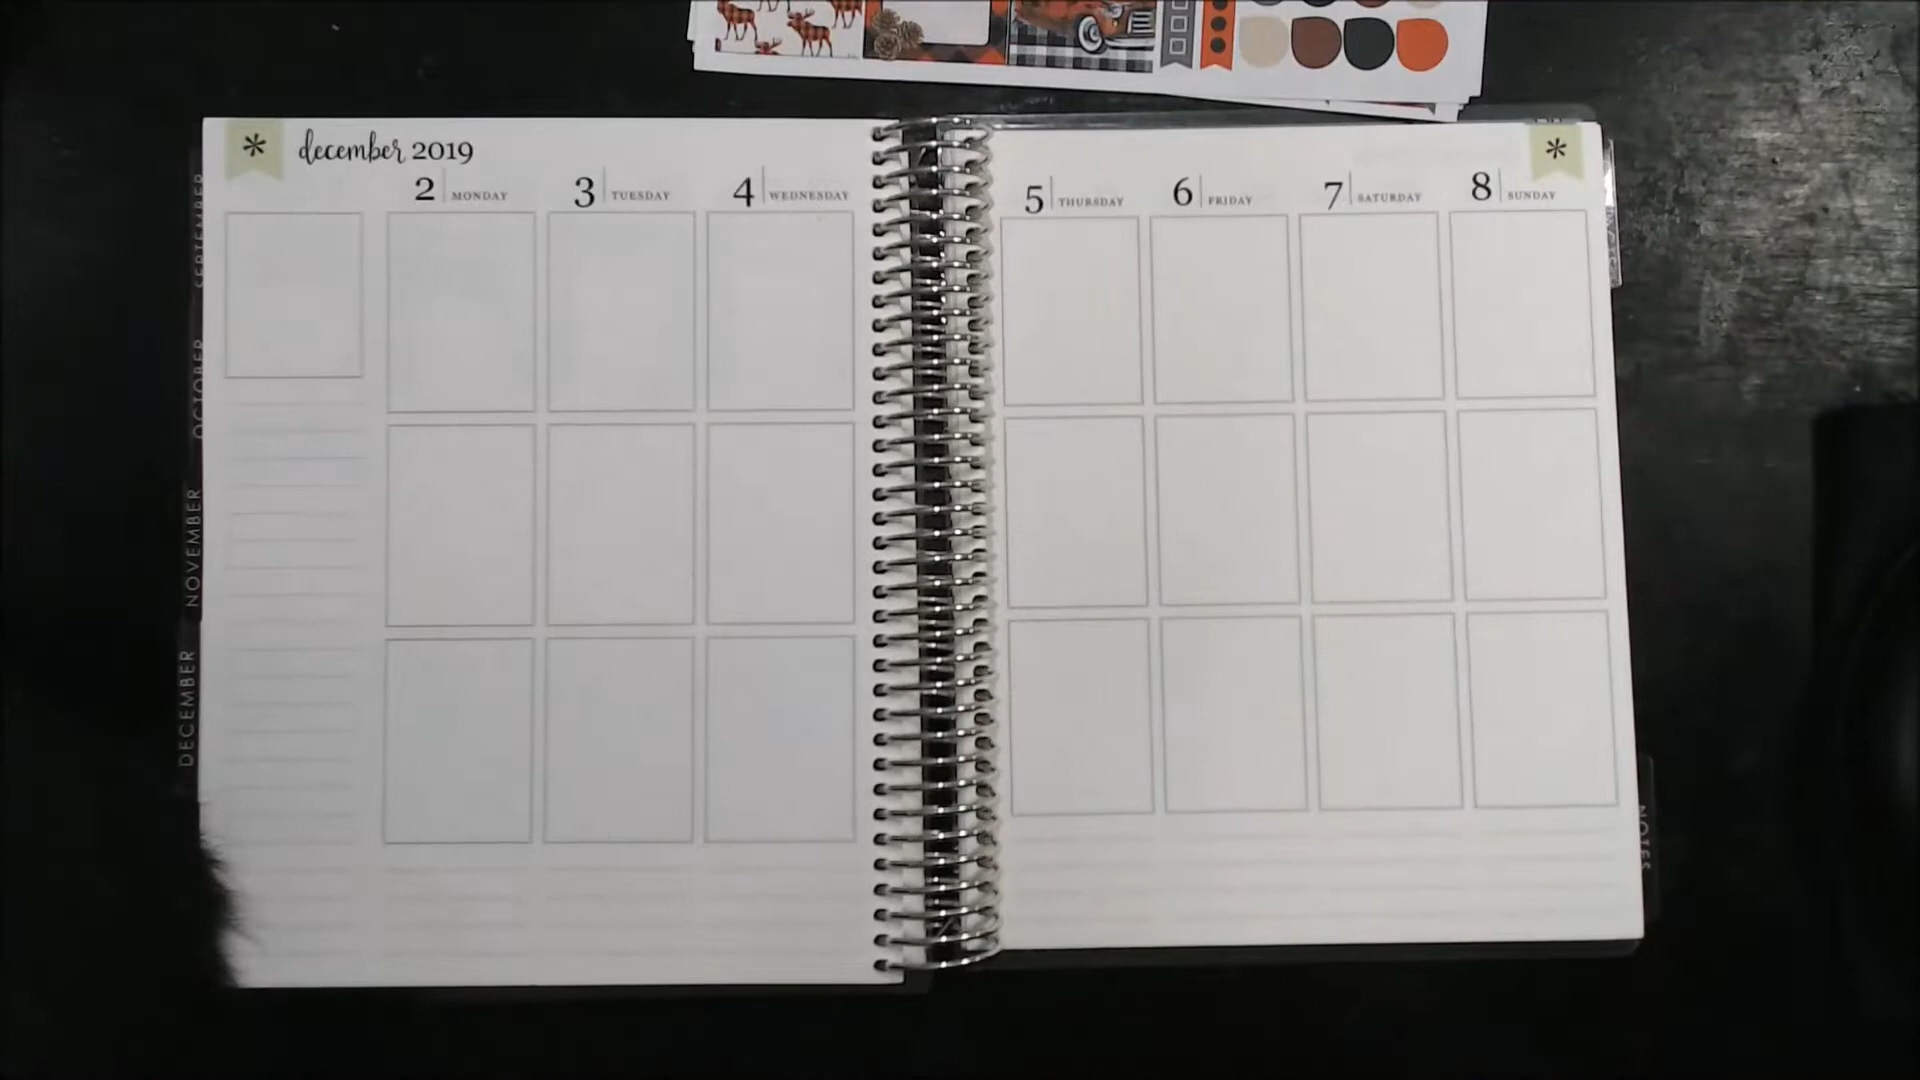 * december 2019 *
2 MONDAY
3 TUESDAY
4 WEDNESDAY
5 THURSDAY
6 FRIDAY
7 SATURDAY
8 SUNDAY
SEPTEMBER
OCTOBER
NOVEMBER
DECEMBER
NOTES